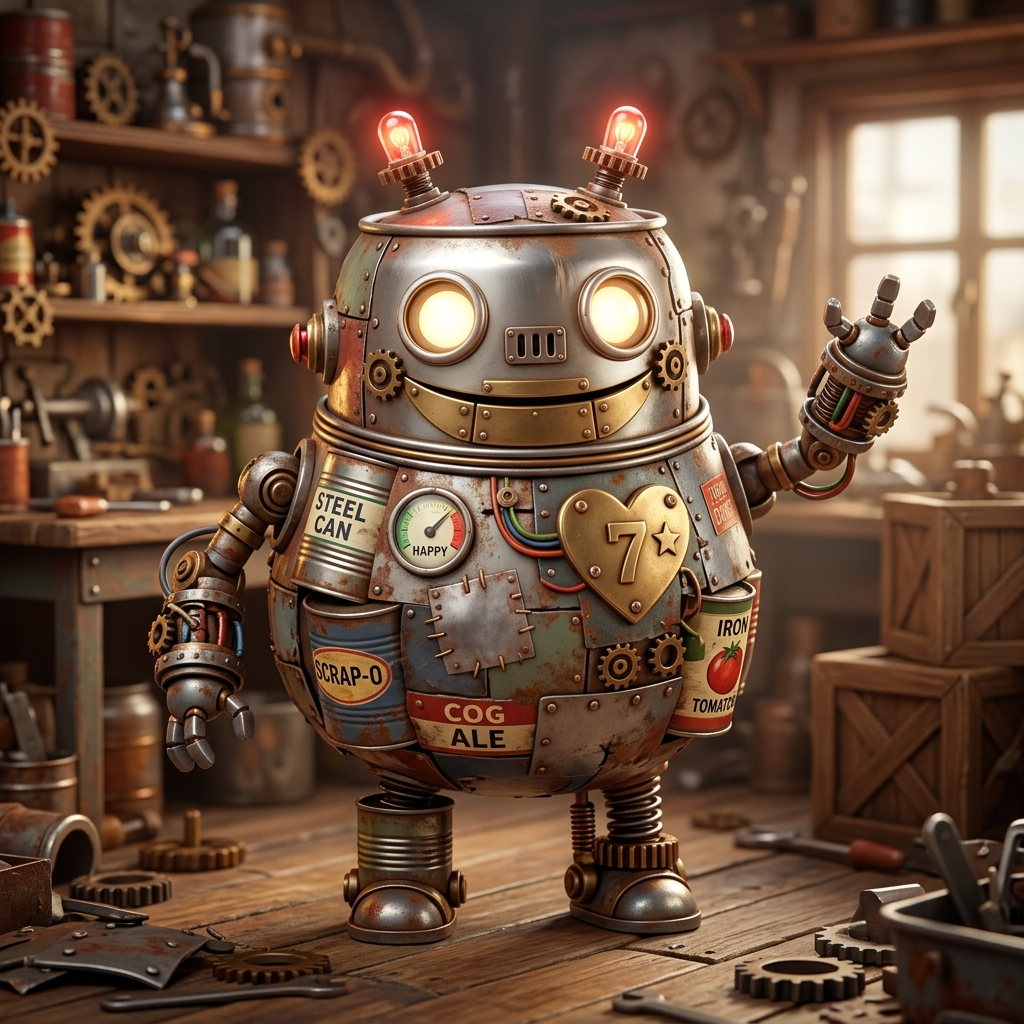 STEEL
CAN
HAPPY
7
SCRAP-O
IRON
TOMATO
COG
ALE